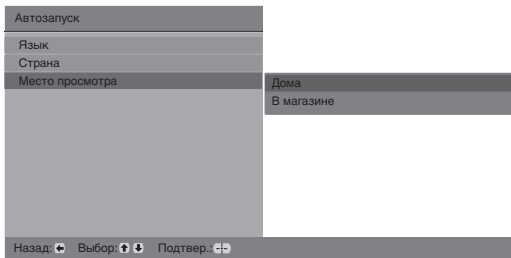 Автозапуск
Язык
Страна
Место просмотра
Дома
В магазине
Назад: Выбор: Подтвер.: